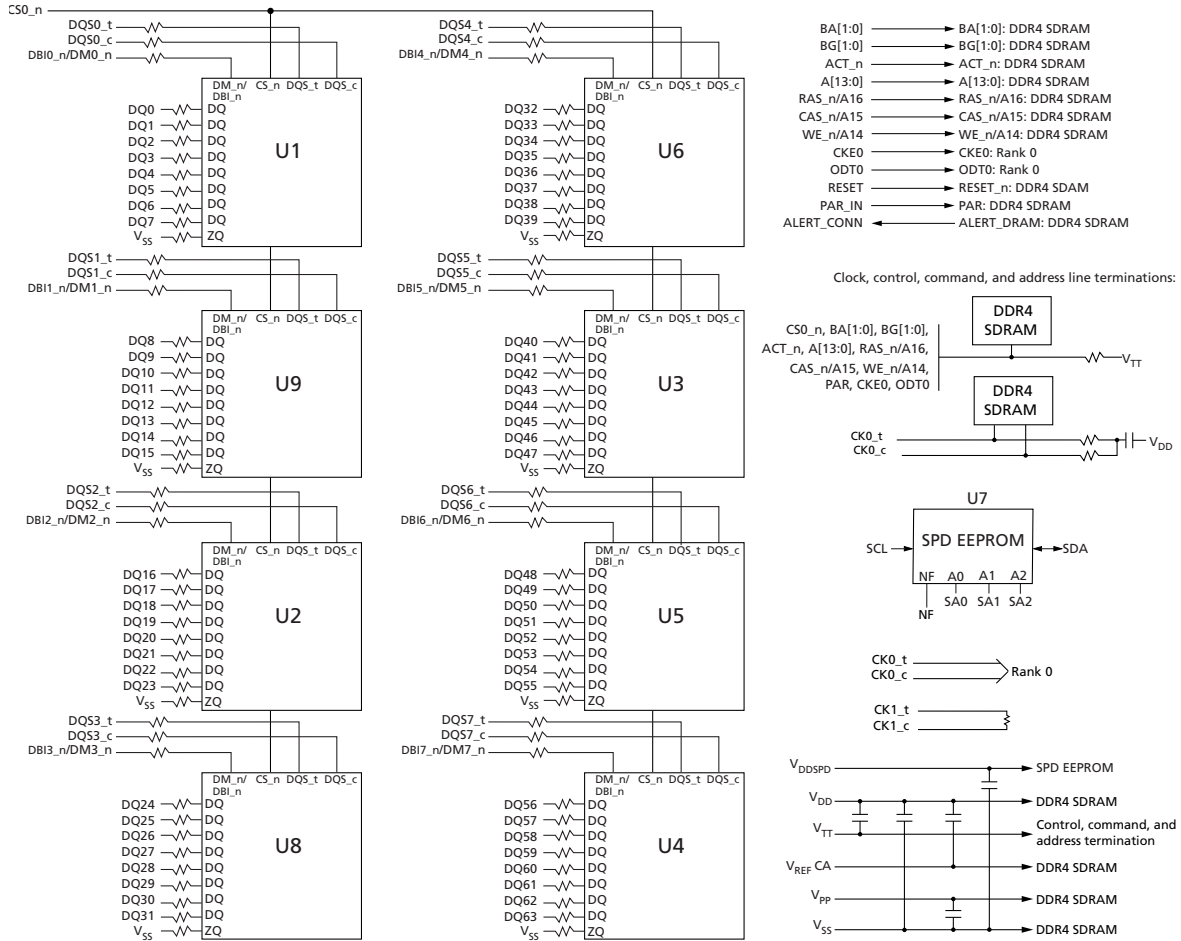 CS0_n
DQS0_t
DQS0_c
DBI0_n/DM0_n
DM_n/ CS_n DQS_t DQS_c
DBI_n
DQ0 DQ
DQ1 DQ
DQ2 DQ
DQ3 DQ
DQ4 DQ
DQ5 DQ
DQ6 DQ
DQ7 DQ
VSS ZQ
U1
DQS1_t
DQS1_c
DBI1_n/DM1_n
DM_n/ CS_n DQS_t DQS_c
DBI_n
DQ8 DQ
DQ9 DQ
DQ10 DQ
DQ11 DQ
DQ12 DQ
DQ13 DQ
DQ14 DQ
DQ15 DQ
VSS ZQ
U9
DQS2_t
DQS2_c
DBI2_n/DM2_n
DM_n/ CS_n DQS_t DQS_c
DBI_n
DQ16 DQ
DQ17 DQ
DQ18 DQ
DQ19 DQ
DQ20 DQ
DQ21 DQ
DQ22 DQ
DQ23 DQ
VSS ZQ
U2
DQS3_t
DQS3_c
DBI3_n/DM3_n
DM_n/ CS_n DQS_t DQS_c
DBI_n
DQ24 DQ
DQ25 DQ
DQ26 DQ
DQ27 DQ
DQ28 DQ
DQ29 DQ
DQ30 DQ
DQ31 DQ
VSS ZQ
U8
DQS4_t
DQS4_c
DBI4_n/DM4_n
DM_n/ CS_n DQS_t DQS_c
DBI_n
DQ32 DQ
DQ33 DQ
DQ34 DQ
DQ35 DQ
DQ36 DQ
DQ37 DQ
DQ38 DQ
DQ39 DQ
VSS ZQ
U6
DQS5_t
DQS5_c
DBI5_n/DM5_n
DM_n/ CS_n DQS_t DQS_c
DBI_n
DQ40 DQ
DQ41 DQ
DQ42 DQ
DQ43 DQ
DQ44 DQ
DQ45 DQ
DQ46 DQ
DQ47 DQ
VSS ZQ
U3
DQS6_t
DQS6_c
DBI6_n/DM6_n
DM_n/ CS_n DQS_t DQS_c
DBI_n
DQ48 DQ
DQ49 DQ
DQ50 DQ
DQ51 DQ
DQ52 DQ
DQ53 DQ
DQ54 DQ
DQ55 DQ
VSS ZQ
U5
DQS7_t
DQS7_c
DBI7_n/DM7_n
DM_n/ CS_n DQS_t DQS_c
DBI_n
DQ56 DQ
DQ57 DQ
DQ58 DQ
DQ59 DQ
DQ60 DQ
DQ61 DQ
DQ62 DQ
DQ63 DQ
VSS ZQ
U4
BA[1:0] BA[1:0]: DDR4 SDRAM
BG[1:0] BG[1:0]: DDR4 SDRAM
ACT_n ACT_n: DDR4 SDRAM
A[13:0] A[13:0]: DDR4 SDRAM
RAS_n/A16 RAS_n/A16: DDR4 SDRAM
CAS_n/A15 CAS_n/A15: DDR4 SDRAM
WE_n/A14 WE_n/A14: DDR4 SDRAM
CKE0 CKE0: Rank 0
ODT0 ODT0: Rank 0
RESET RESET_n: DDR4 SDAM
PAR_IN PAR: DDR4 SDRAM
ALERT_CONN ALERT_DRAM: DDR4 SDRAM
Clock, control, command, and address line terminations:
DDR4
SDRAM
CS0_n, BA[1:0], BG[1:0],
ACT_n, A[13:0], RAS_n/A16,
CAS_n/A15, WE_n/A14,
PAR, CKE0, ODT0
VTT
DDR4
SDRAM
CK0_t
CK0_c
VDD
U7
SPD EEPROM
SCL
SDA
NF A0 A1 A2
SA0 SA1 SA2
NF
CK0_t
CK0_c
Rank 0
CK1_t
CK1_c
VDDSPD SPD EEPROM
VDD DDR4 SDRAM
VTT Control, command, and
address termination
VREF CA DDR4 SDRAM
VPP DDR4 SDRAM
VSS DDR4 SDRAM